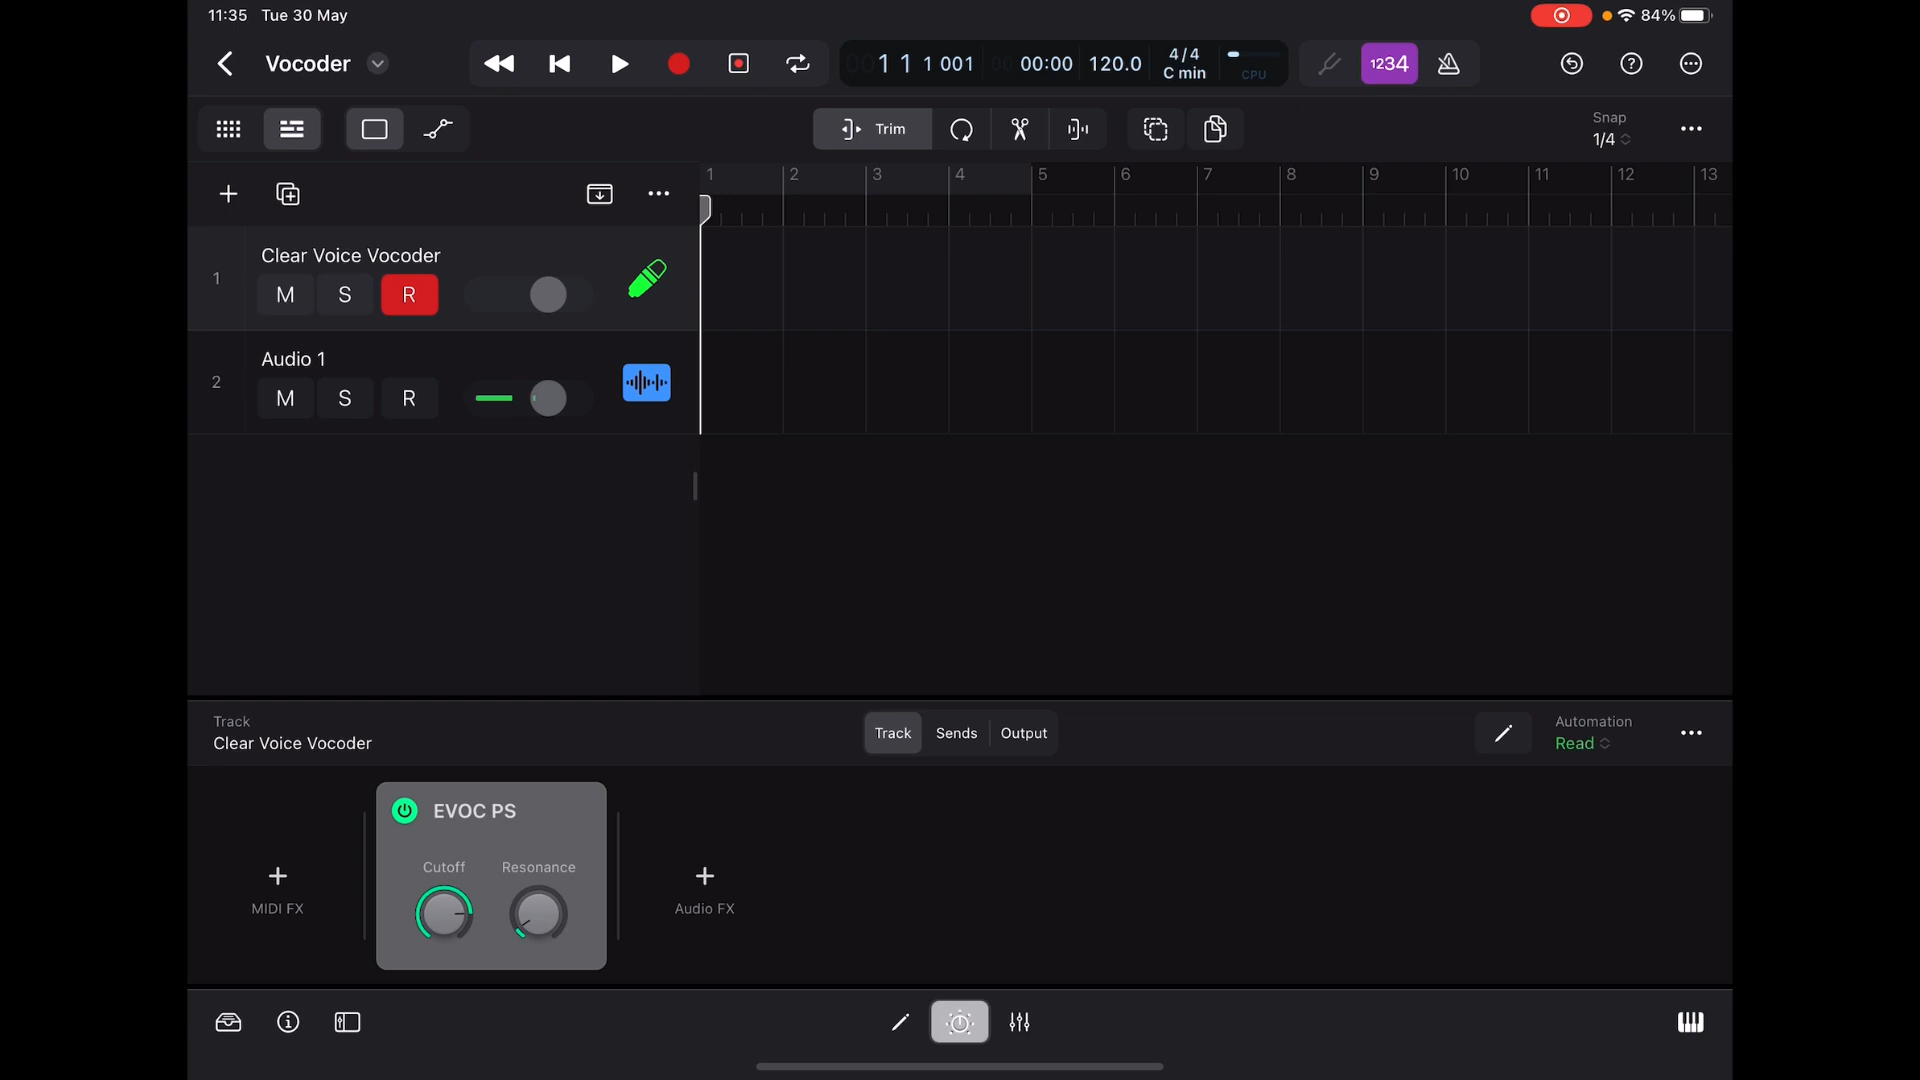 11:35 Tue 30 May
84%
Vocoder
1 1 1 001
00:00
120.0
4/4
C min
CPU
1234
Trim
Snap
1/4
1 2 3 4 5 6 7 8 9 10 11 12 13
1
Clear Voice Vocoder
M S R
2
Audio 1
M S R
Track
Clear Voice Vocoder
Track Sends Output
Automation
Read
EVOC PS
Cutoff Resonance
MIDI FX
Audio FX